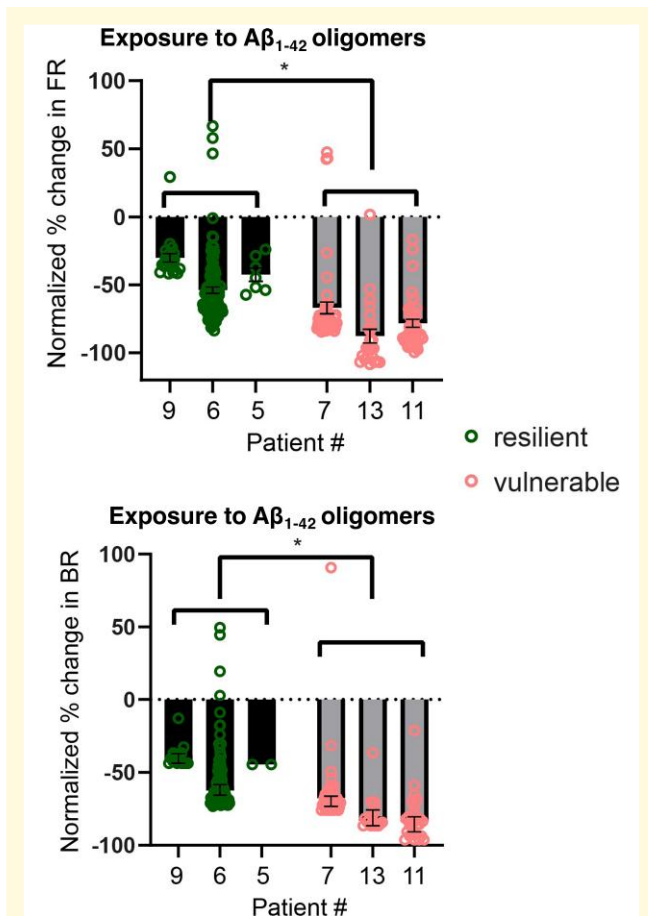 Exposure to Aβ1-42 oligomers
*
Normalized % change in FR
100
50
0
-50
-100
9 6 5 7 13 11
Patient #
resilient
vulnerable
Exposure to Aβ1-42 oligomers
*
Normalized % change in BR
100
50
0
-50
-100
9 6 5 7 13 11
Patient #